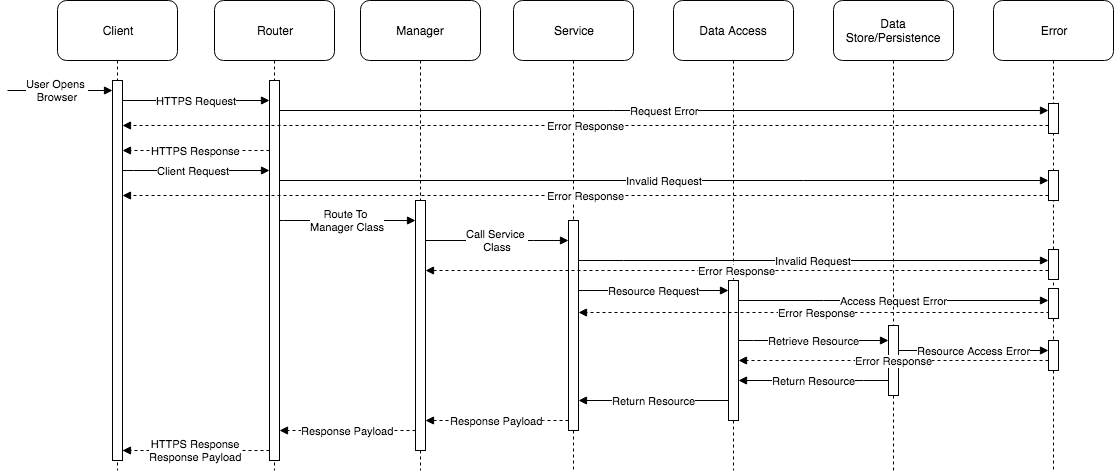 Client
Router
Manager
Service
Data Access
Data
Store/Persistence
Error
User Opens
Browser
HTTPS Request
Request Error
Error Response
HTTPS Response
Client Request
Invalid Request
Error Response
Route To
Manager Class
Call Service
Class
Invalid Request
Error Response
Resource Request
Access Request Error
Error Response
Retrieve Resource
Resource Access Error
Error Response
Return Resource
Return Resource
Response Payload
Response Payload
HTTPS Response
Response Payload